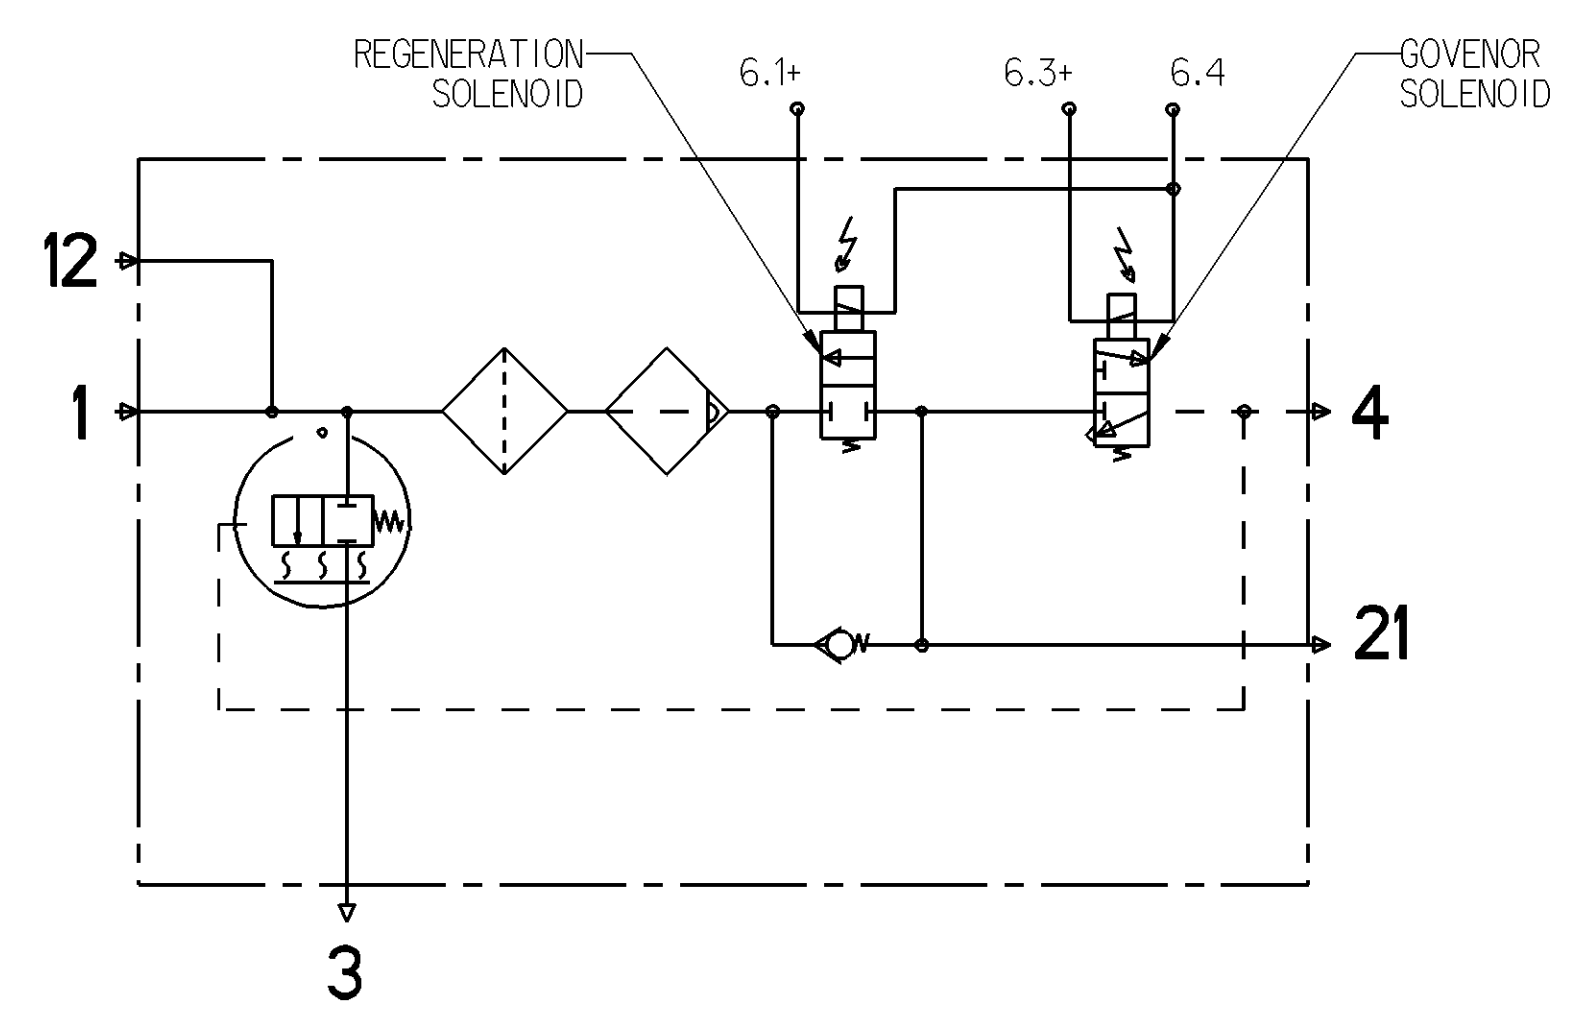 REGENERATION
SOLENOID
6.1+
6.3+
6.4
GOVENOR
SOLENOID
12
1
4
21
3